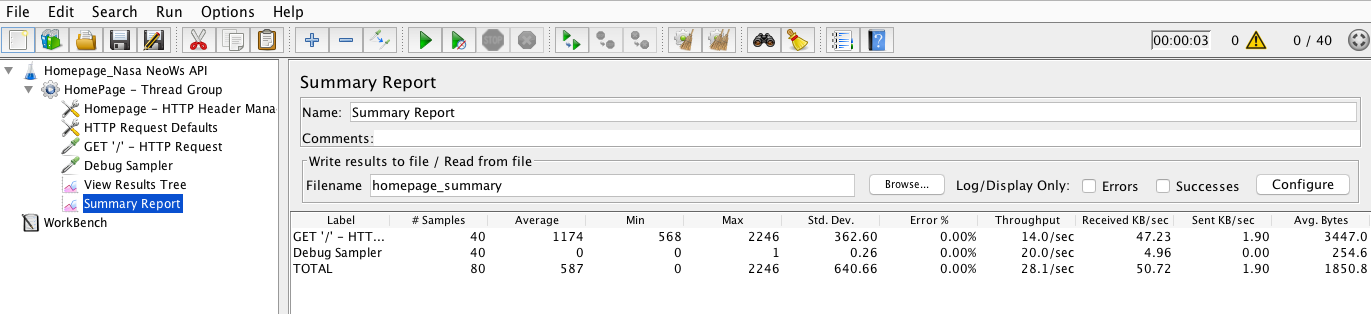 File Edit Search Run Options Help
00:00:03 0 0 / 40
Homepage_Nasa NeoWs API
HomePage - Thread Group
Homepage - HTTP Header Mana
HTTP Request Defaults
GET '/' - HTTP Request
Debug Sampler
View Results Tree
Summary Report
WorkBench
Summary Report
Name: Summary Report
Comments:
Write results to file / Read from file
Filename homepage_summary Browse... Log/Display Only: Errors Successes Configure
Label # Samples Average Min Max Std. Dev. Error % Throughput Received KB/sec Sent KB/sec Avg. Bytes
GET '/' - HTT... 40 1174 568 2246 362.60 0.00% 14.0/sec 47.23 1.90 3447.0
Debug Sampler 40 0 0 1 0.26 0.00% 20.0/sec 4.96 0.00 254.6
TOTAL 80 587 0 2246 640.66 0.00% 28.1/sec 50.72 1.90 1850.8